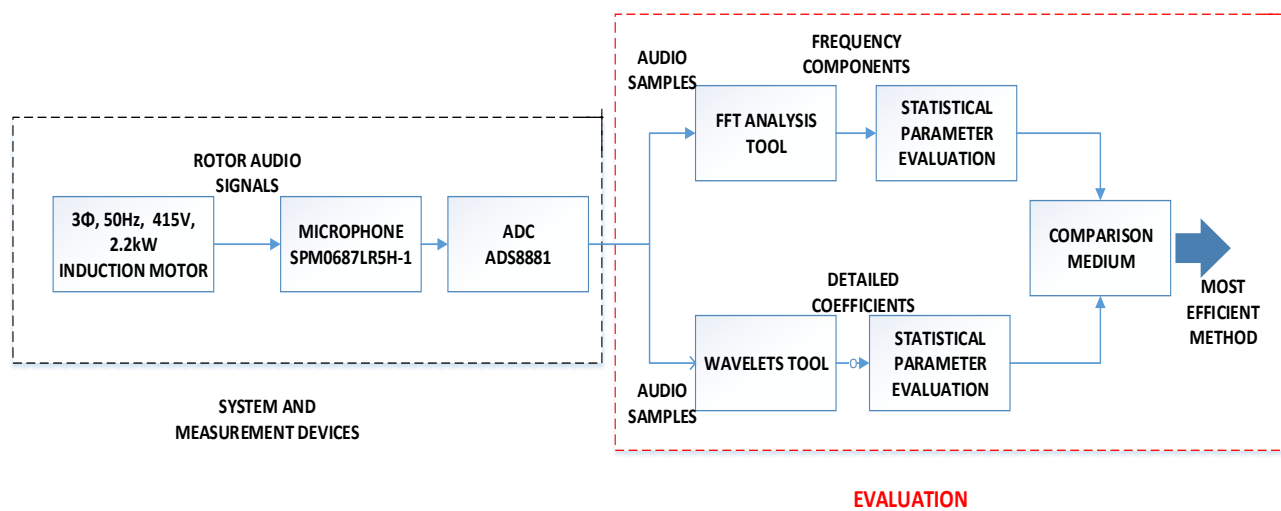 ROTOR AUDIO
SIGNALS
3Φ, 50Hz, 415V,
2.2kW
INDUCTION MOTOR
MICROPHONE
SPM0687LR5H-1
ADC
ADS8881
SYSTEM AND
MEASUREMENT DEVICES
AUDIO
SAMPLES
FREQUENCY
COMPONENTS
FFT ANALYSIS
TOOL
STATISTICAL
PARAMETER
EVALUATION
COMPARISON
MEDIUM
MOST
EFFICIENT
METHOD
DETAILED
COEFFICIENTS
WAVELETS TOOL
STATISTICAL
PARAMETER
EVALUATION
AUDIO
SAMPLES
EVALUATION